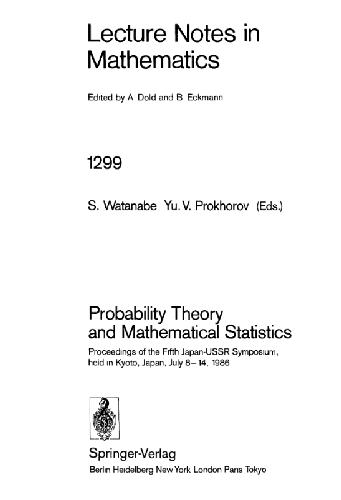 Lecture Notes in
Mathematics
Edited by A. Dold and B. Eckmann
1299
S. Watanabe Yu. V. Prokhorov (Eds.)
Probability Theory
and Mathematical Statistics
Proceedings of the Fifth Japan-USSR Symposium,
held in Kyoto, Japan, July 8–14, 1986
Springer-Verlag
Berlin Heidelberg New York London Paris Tokyo